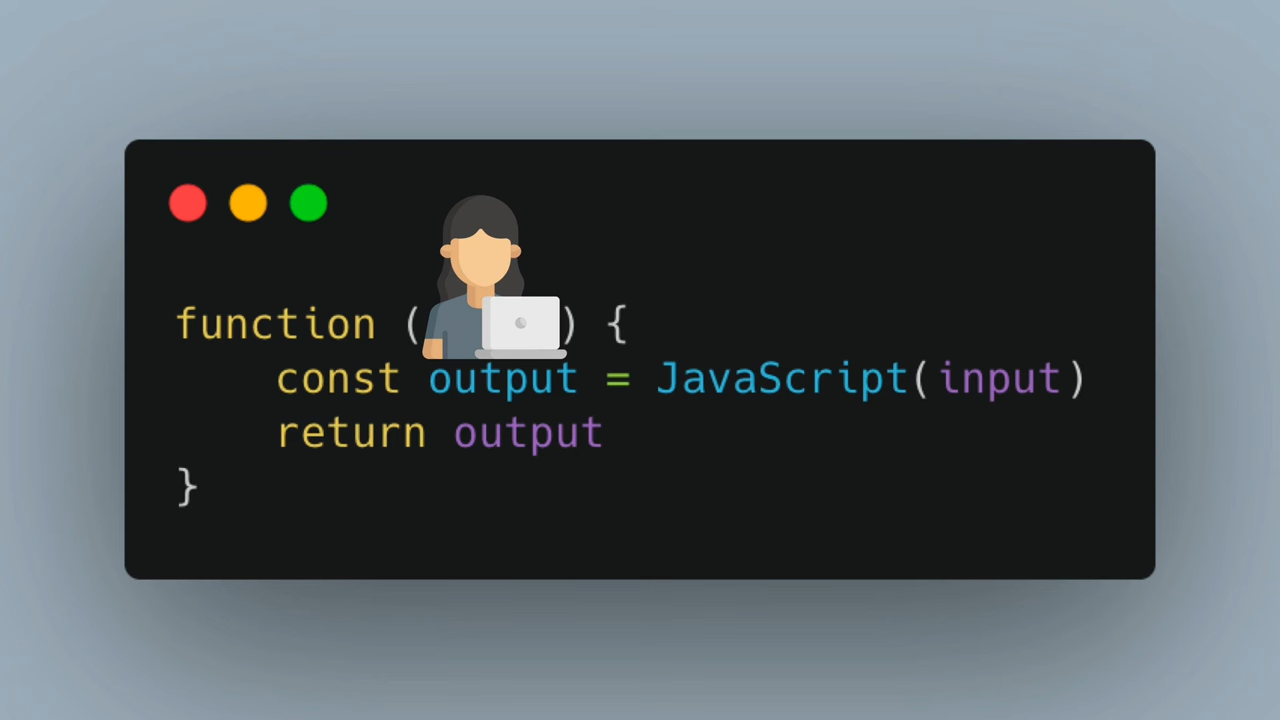 function ( ) {
    const output = JavaScript(input)
    return output
}